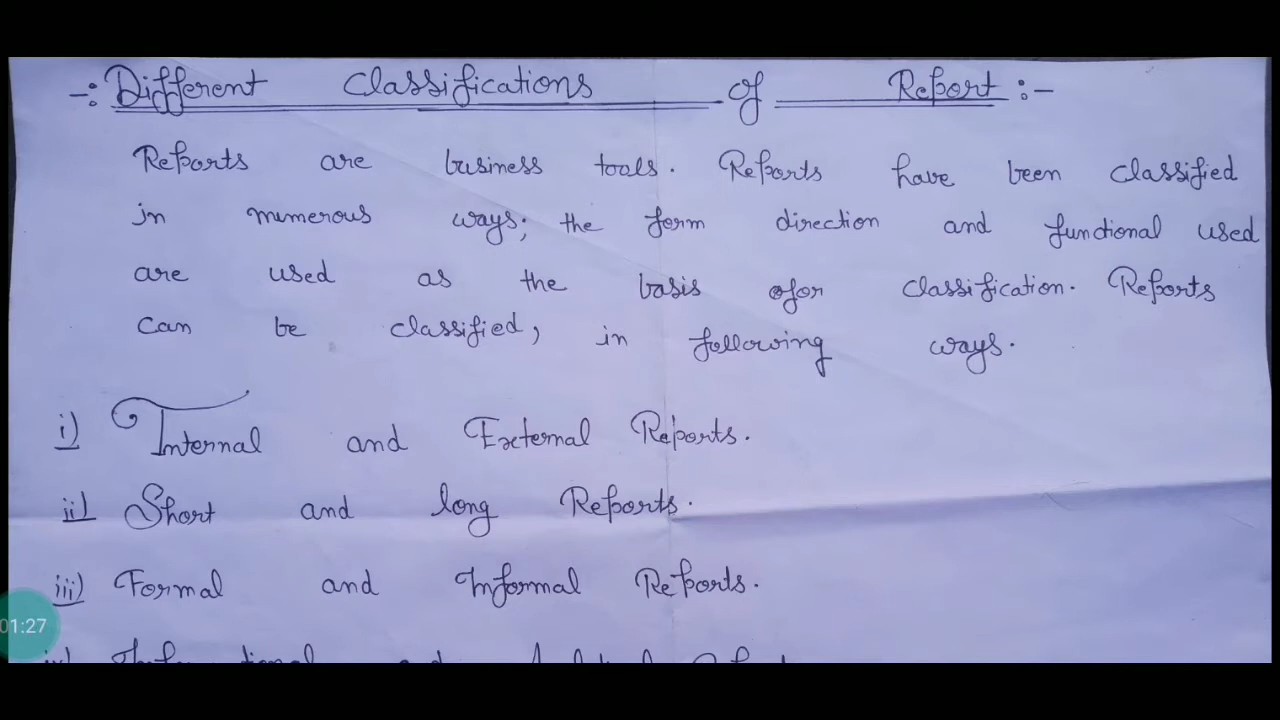 -: Different Classifications of Report :-
Reports are business tools. Reports have been classified
in numerous ways; the form direction and functional used
are used as the basis ofor classification. Reports
can be classified, in following ways.
i) Internal and External Reports.
ii) Short and long Reports.
iii) Formal and Informal Reports.
01:27